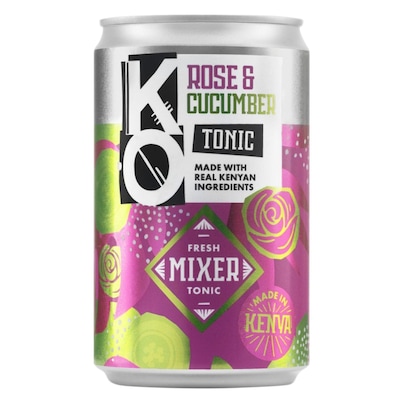 KO
ROSE &
CUCUMBER
TONIC
MADE WITH
REAL KENYAN
INGREDIENTS
FRESH
MIXER
TONIC
MADE IN
KENYA